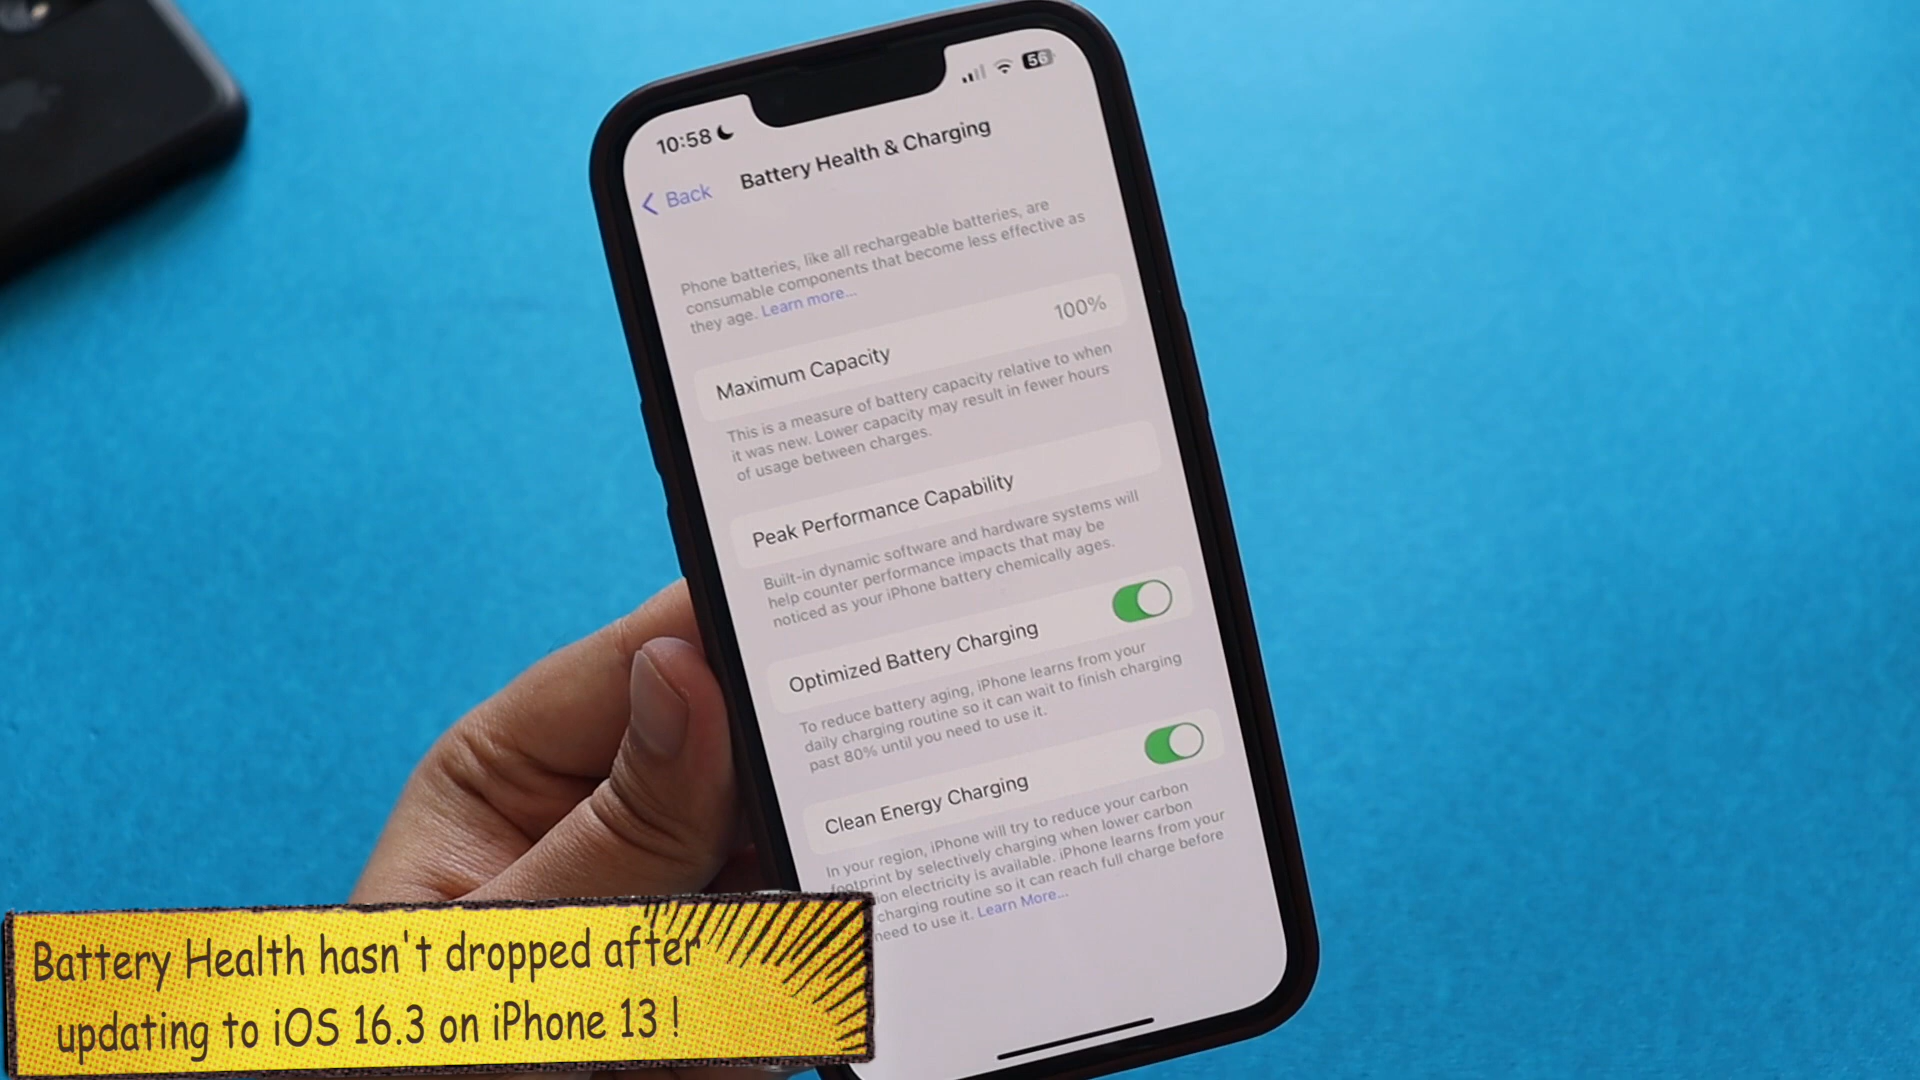 10:58
56
Back
Battery Health & Charging
Phone batteries, like all rechargeable batteries, are
consumable components that become less effective as
they age. Learn more...
Maximum Capacity 100%
This is a measure of battery capacity relative to when
it was new. Lower capacity may result in fewer hours
of usage between charges.
Peak Performance Capability
Built-in dynamic software and hardware systems will
help counter performance impacts that may be
noticed as your iPhone battery chemically ages.
Optimized Battery Charging
To reduce battery aging, iPhone learns from your
daily charging routine so it can wait to finish charging
past 80% until you need to use it.
Clean Energy Charging
In your region, iPhone will try to reduce your carbon
footprint by selectively charging when lower carbon
ion electricity is available. iPhone learns from your
charging routine so it can reach full charge before
need to use it. Learn More...
Battery Health hasn't dropped after
updating to iOS 16.3 on iPhone 13 !